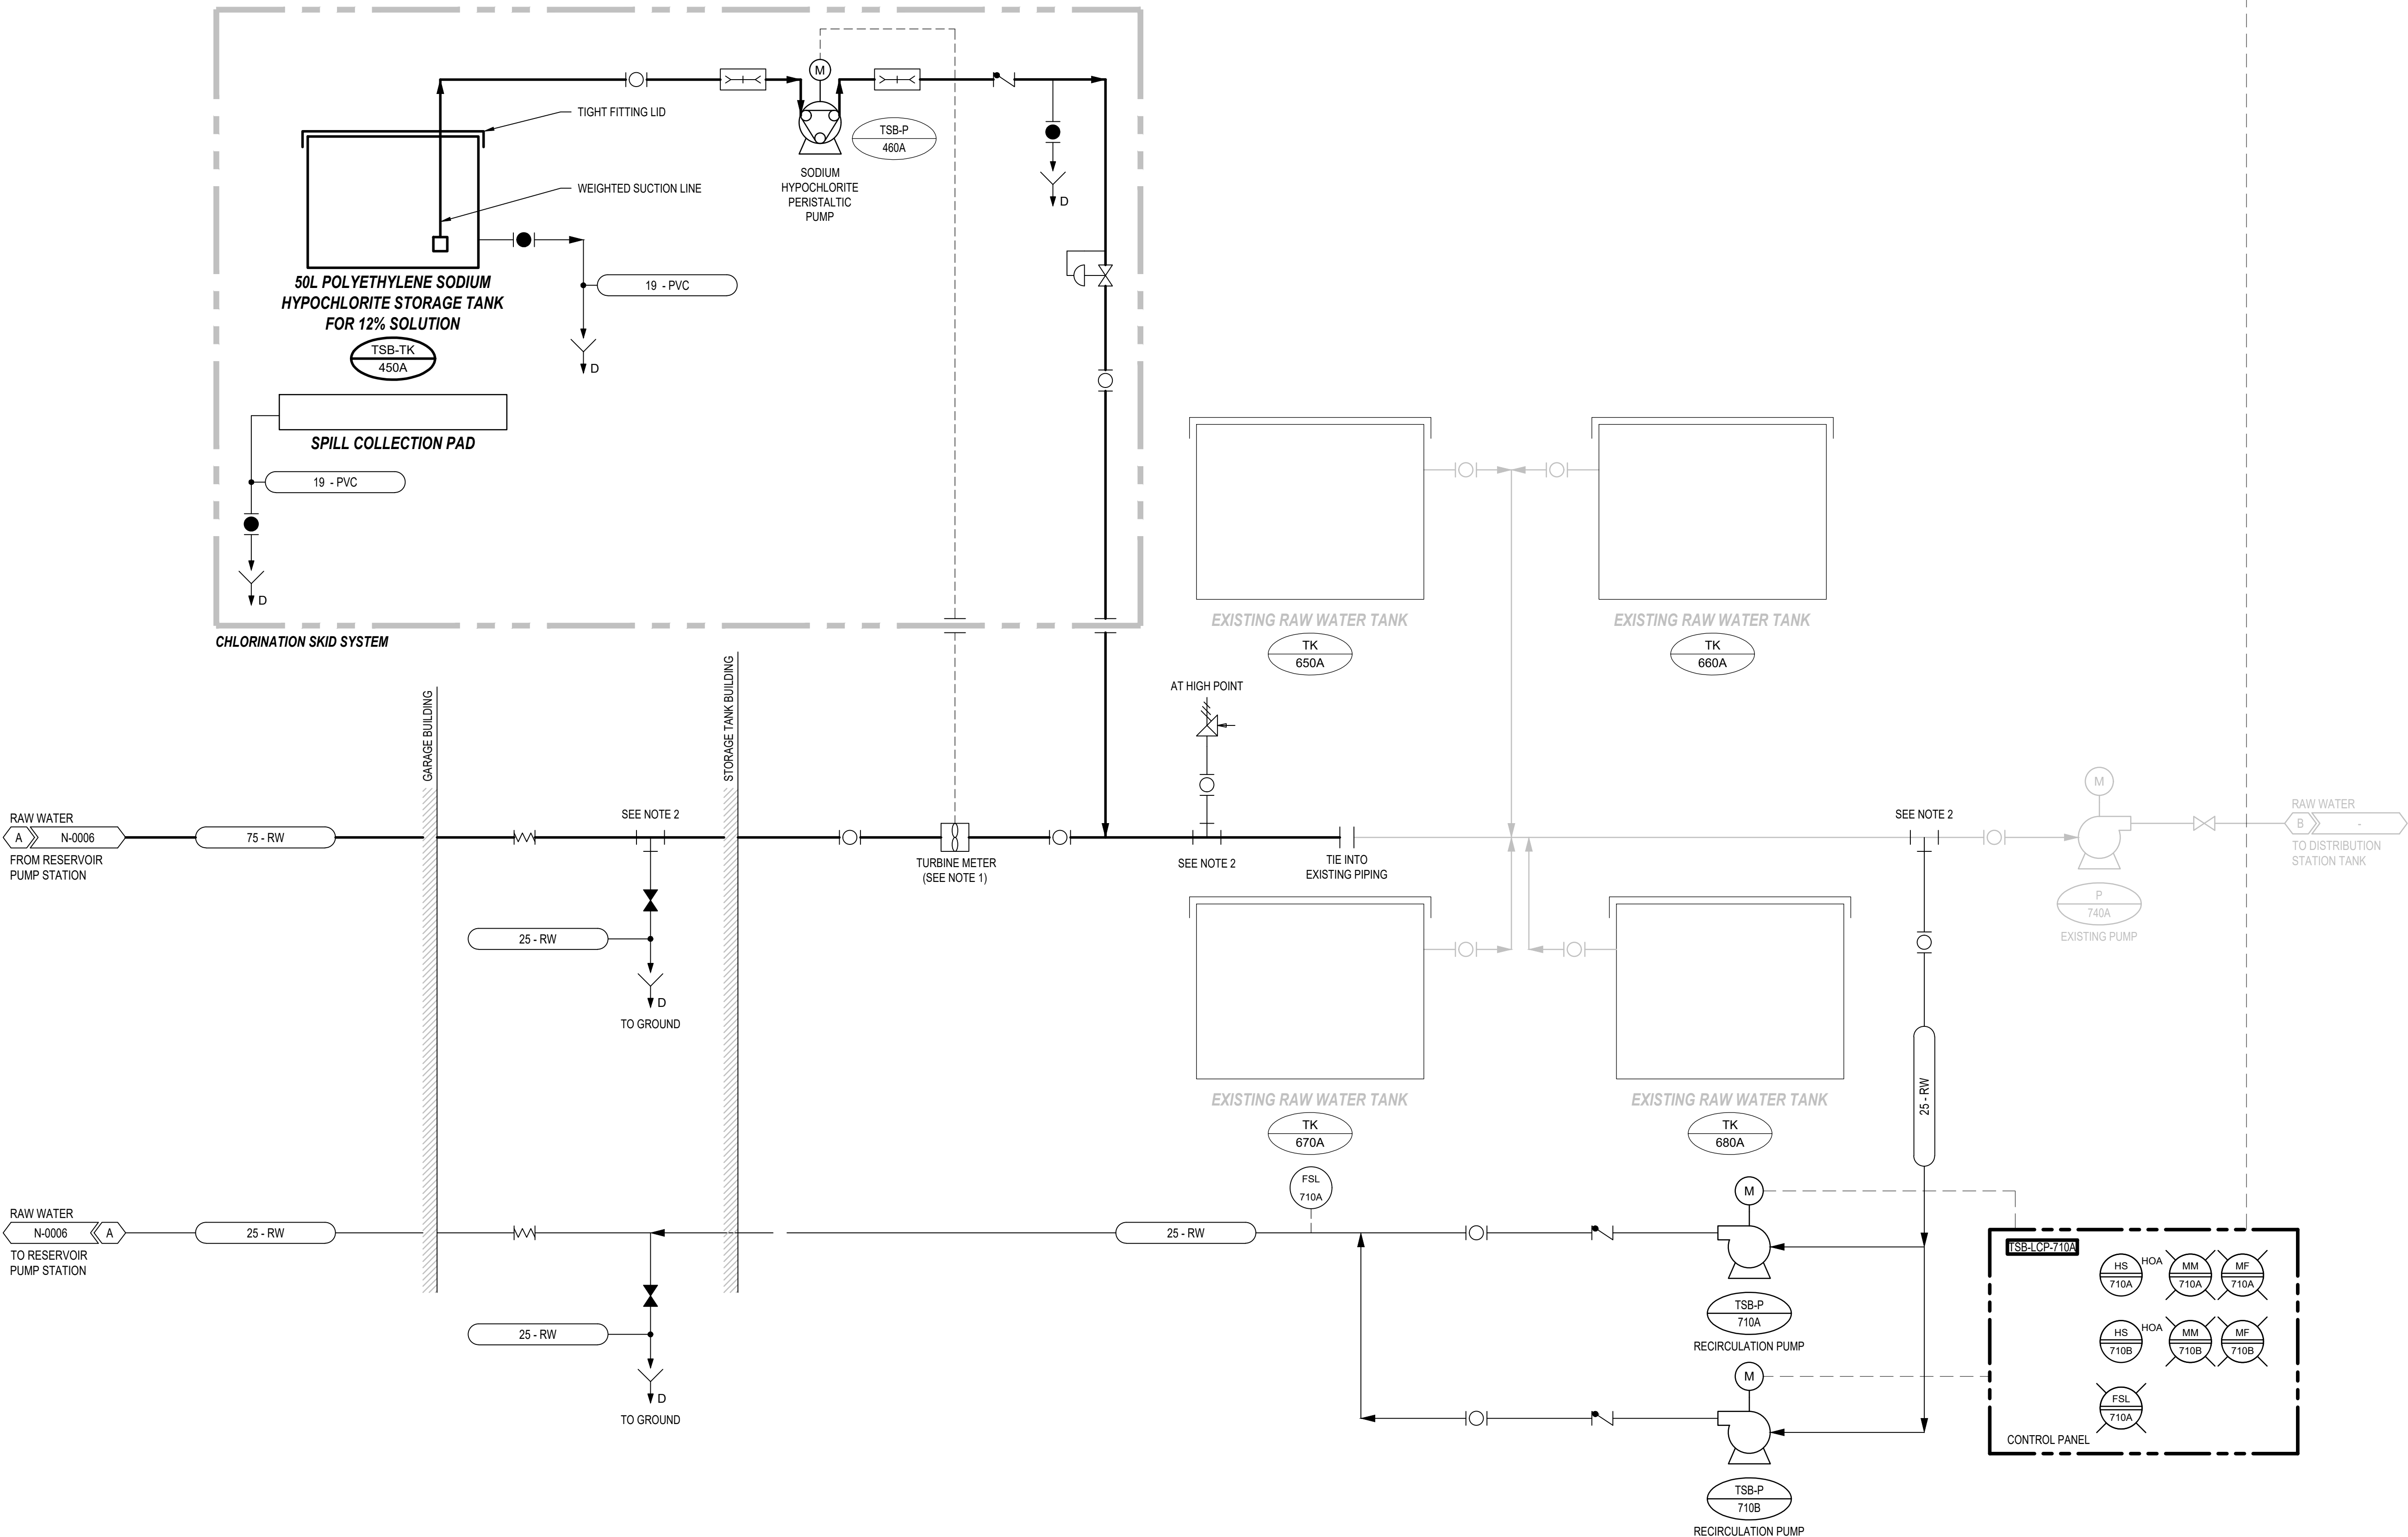 M
TIGHT FITTING LID
TSB-P
460A
SODIUM
HYPOCHLORITE
PERISTALTIC
PUMP
D
WEIGHTED SUCTION LINE
50L POLYETHYLENE SODIUM
HYPOCHLORITE STORAGE TANK
FOR 12% SOLUTION
19 - PVC
TSB-TK
450A
D
SPILL COLLECTION PAD
19 - PVC
D
CHLORINATION SKID SYSTEM
EXISTING RAW WATER TANK
TK
650A
EXISTING RAW WATER TANK
TK
660A
GARAGE BUILDING
STORAGE TANK BUILDING
AT HIGH POINT
RAW WATER
A
N-0006
FROM RESERVOIR
PUMP STATION
75 - RW
SEE NOTE 2
25 - RW
D
TO GROUND
TURBINE METER
(SEE NOTE 1)
SEE NOTE 2
TIE INTO
EXISTING PIPING
SEE NOTE 2
M
P
740A
EXISTING PUMP
RAW WATER
B
-
TO DISTRIBUTION
STATION TANK
EXISTING RAW WATER TANK
TK
670A
EXISTING RAW WATER TANK
TK
680A
25 - RW
RAW WATER
N-0006
A
TO RESERVOIR
PUMP STATION
25 - RW
25 - RW
D
TO GROUND
25 - RW
FSL
710A
M
TSB-P
710A
RECIRCULATION PUMP
M
TSB-P
710B
RECIRCULATION PUMP
TSB-LCP-710A
HS
710A
HOA
MM
710A
MF
710A
HS
710B
HOA
MM
710B
MF
710B
FSL
710A
CONTROL PANEL